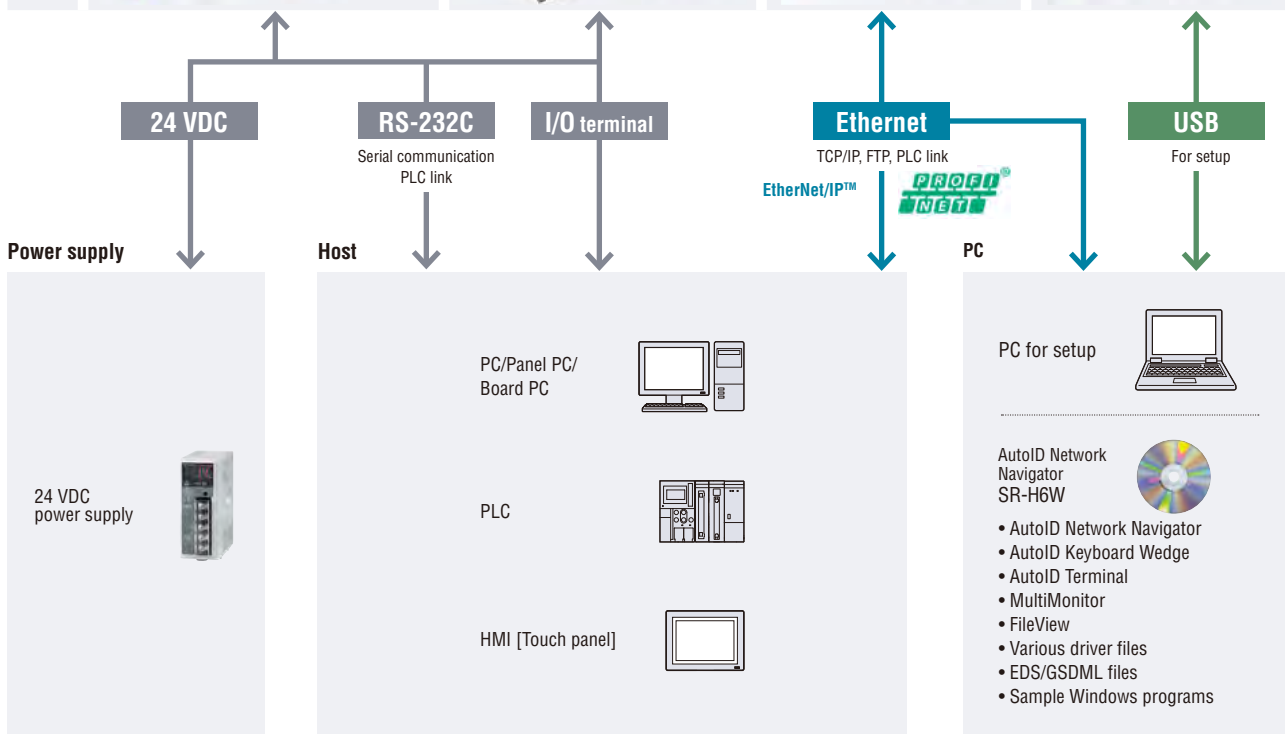 24 VDC
RS-232C
I/O terminal
Ethernet
USB
Serial communication
PLC link
TCP/IP, FTP, PLC link
For setup
EtherNet/IP™
PROFI®
NET
Power supply
Host
PC
24 VDC
power supply
PC/Panel PC/
Board PC
PLC
HMI [Touch panel]
PC for setup
AutoID Network
Navigator
SR-H6W
• AutoID Network Navigator
• AutoID Keyboard Wedge
• AutoID Terminal
• MultiMonitor
• FileView
• Various driver files
• EDS/GSDML files
• Sample Windows programs